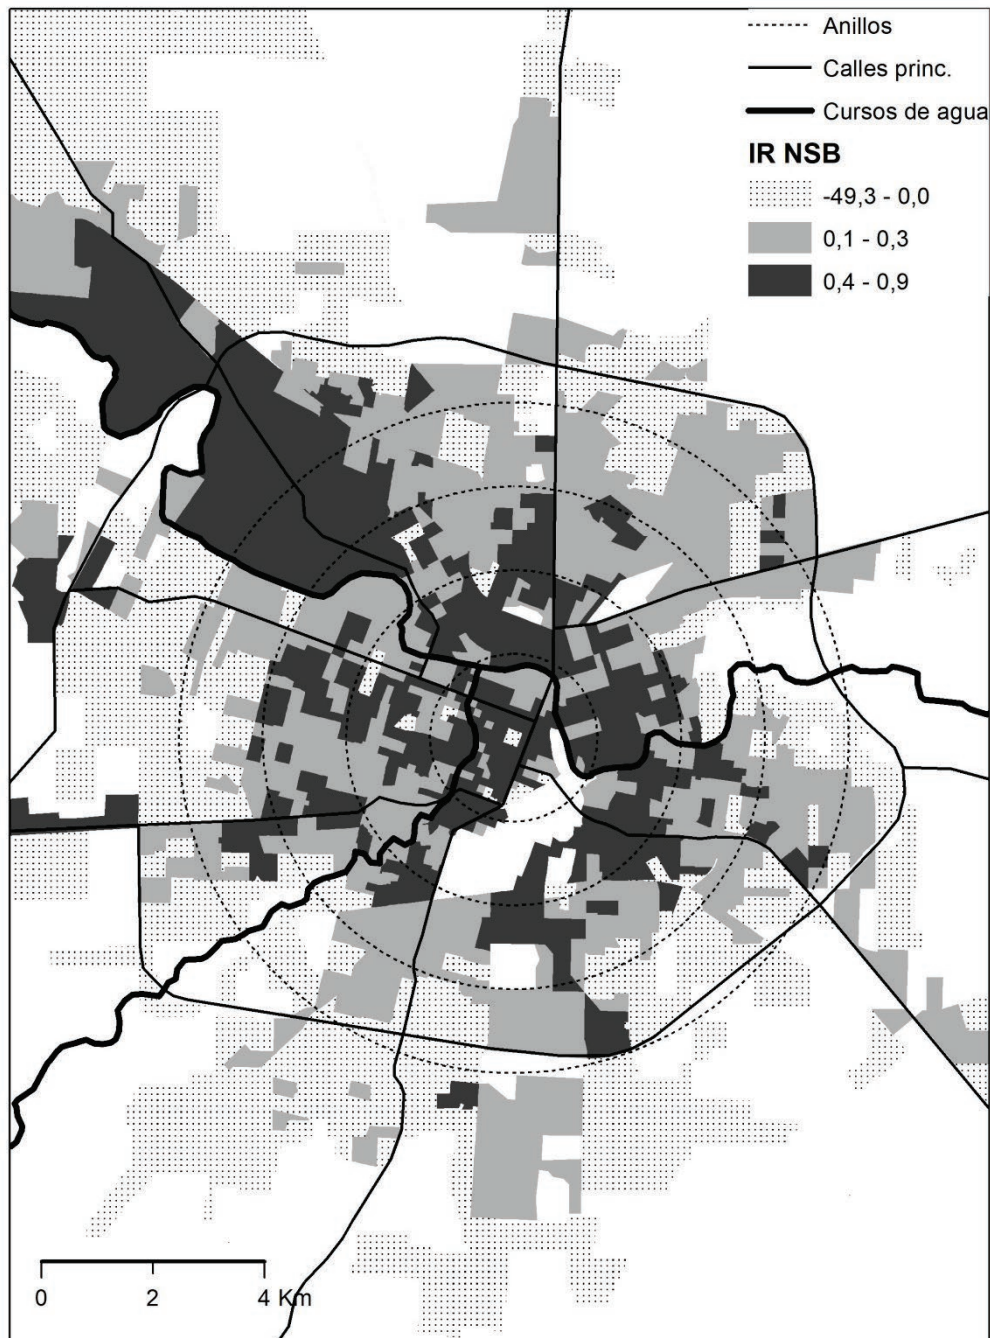 Anillos
Calles princ.
Cursos de agua
IR NSB
-49,3 - 0,0
0,1 - 0,3
0,4 - 0,9
0 2 4 Km